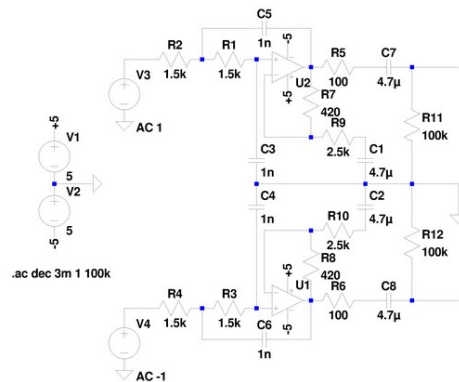 C5
1n
-5
R2
1.5k
R1
1.5k
R5
100
C7
4.7µ
V3
U2
+5
R7
420
AC 1
R9
2.5k
R11
100k
+5
V1
5
C3
1n
C1
4.7µ
V2
5
-5
C4
1n
C2
4.7µ
R10
2.5k
R12
100k
.ac dec 3m 1 100k
+5
R8
420
R4
1.5k
R3
1.5k
U1
R6
100
C8
4.7µ
V4
C6
1n
-5
AC -1